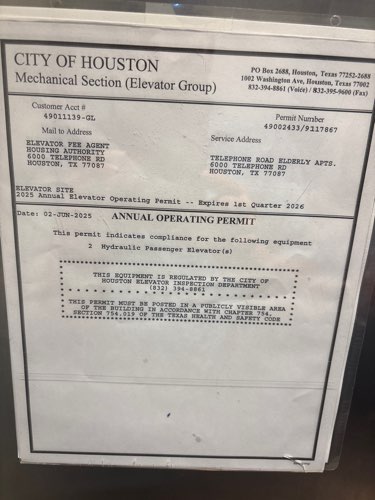 CITY OF HOUSTON
Mechanical Section (Elevator Group)
PO Box 2688, Houston, Texas 77252-2688
1002 Washington Avenue, Houston, Texas 77002
832-394-8861 (Voice) / 832-395-9600 (Fax)
Customer Acct #
49011139-GL
Permit Number
49002433/9117867
Mail to Address
ELEVATOR FEE AGENT
HOUSING AUTHORITY
6000 TELEPHONE RD
HOUSTON, TX 77087
Service Address
TELEPHONE ROAD ELDERLY APTS.
6000 TELEPHONE RD
HOUSTON, TX 77087
ELEVATOR SITE
2025 Annual Elevator Operating Permit -- Expires 1st Quarter 2026
Date: 02-JUN-2025
ANNUAL OPERATING PERMIT
This permit indicates compliance for the following equipment
2 Hydraulic Passenger Elevator(s)
THIS EQUIPMENT IS REGULATED BY THE CITY OF
HOUSTON ELEVATOR INSPECTION DEPARTMENT
(832) 394-8861
THIS PERMIT MUST BE POSTED IN A PUBLICLY VISIBLE AREA
OF THE BUILDING IN ACCORDANCE WITH CHAPTER 754,
SECTION 754.019 OF THE TEXAS HEALTH AND SAFETY CODE